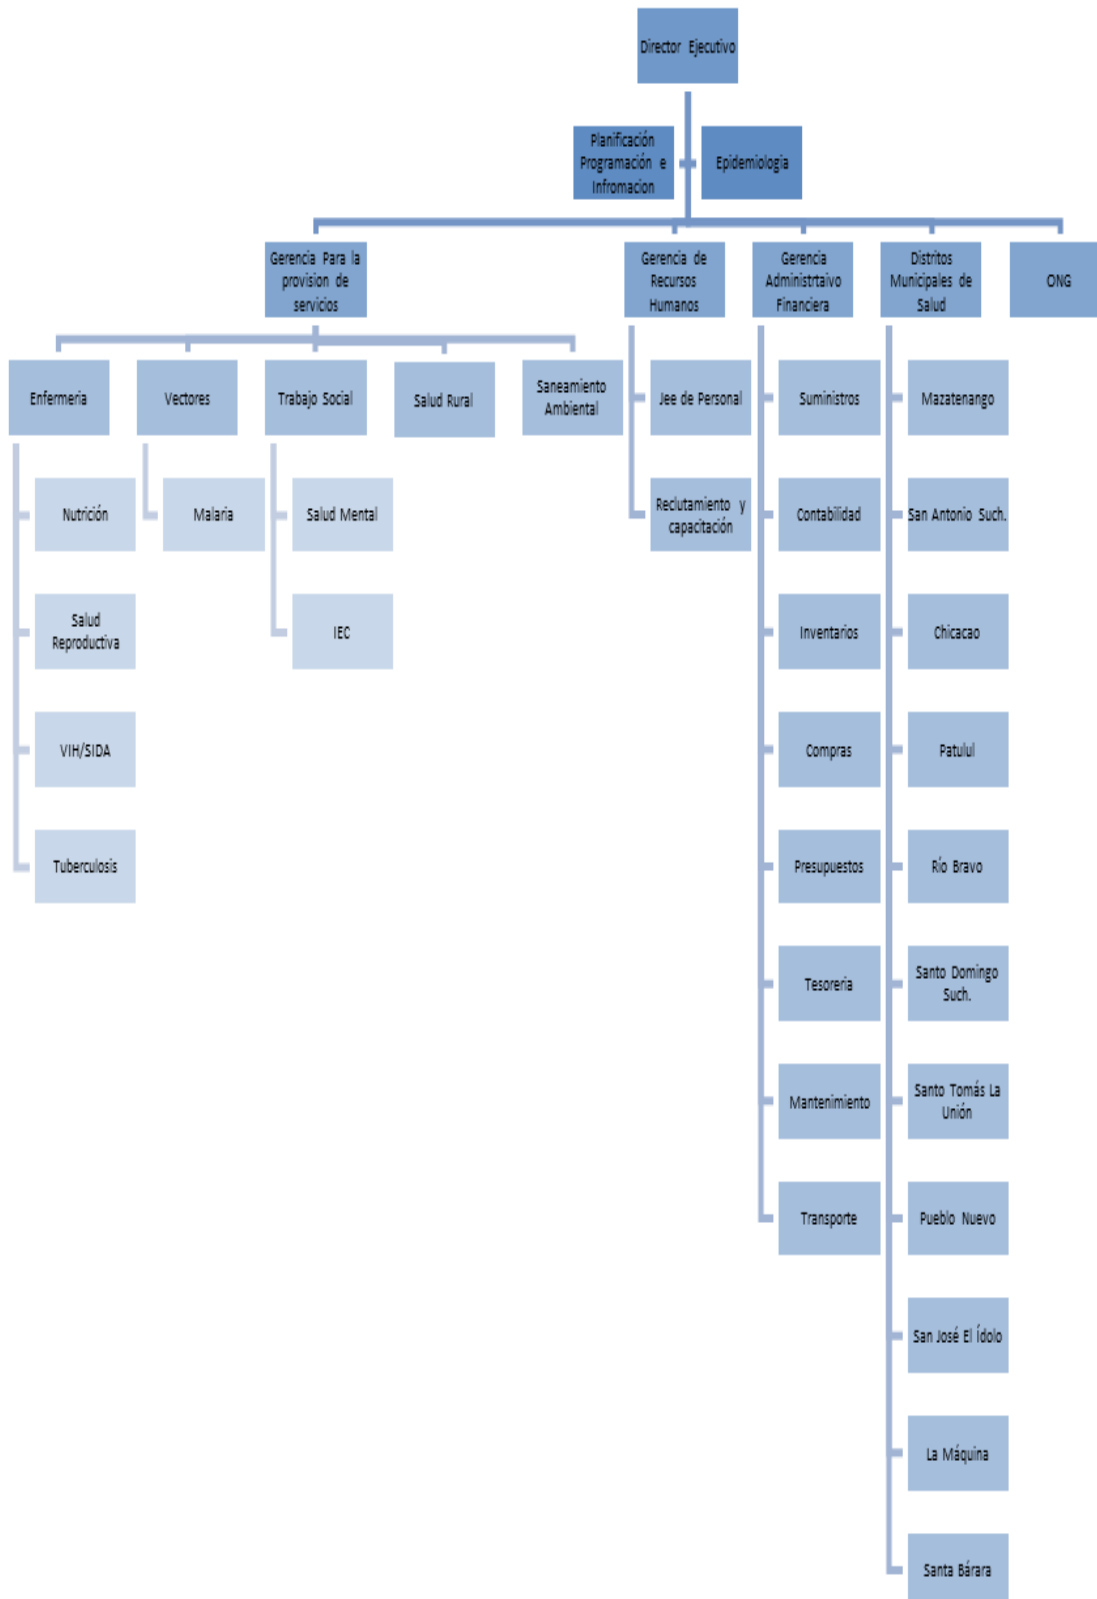 Director Ejecutivo
Planificación
Programación e
Infromacion
Epidemiologia
Gerencia Para la
provision de
servicios
Gerencia de
Recursos
Humanos
Gerencia
Administrtaivo
Financiera
Distritos
Municipales de
Salud
ONG
Enfermeria
Vectores
Trabajo Social
Salud Rural
Saneamiento
Ambiental
Jee de Personal
Suministros
Mazatenango
Nutrición
Malaria
Salud Mental
Reclutamiento y
capacitación
Contabilidad
San Antonio Such.
Salud
Reproductiva
IEC
Inventarios
Chicacao
VIH/SIDA
Compras
Patulul
Tuberculosis
Presupuestos
Río Bravo
Tesoreria
Santo Domingo
Such.
Mantenimiento
Santo Tomás La
Unión
Transporte
Pueblo Nuevo
San José El Ídolo
La Máquina
Santa Bárara